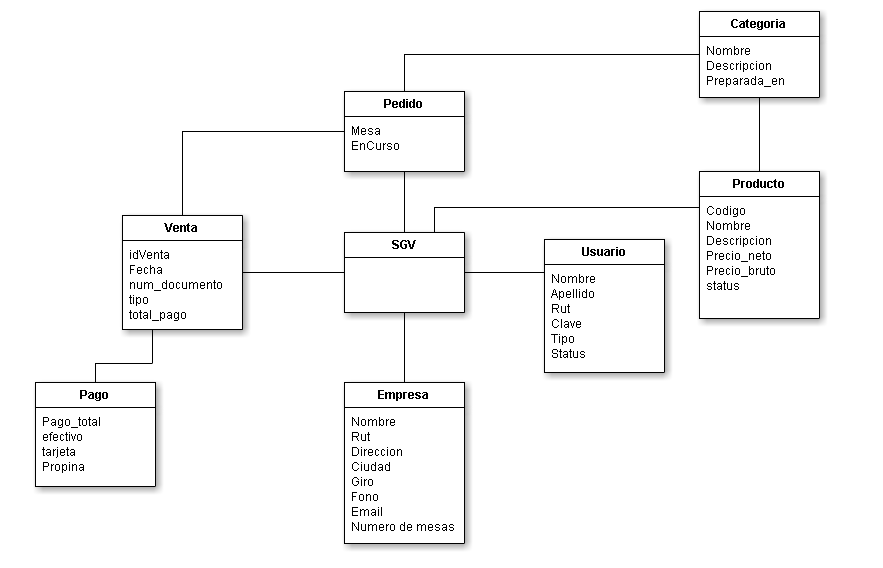 Categoria
Nombre
Descripcion
Preparada_en
Pedido
Mesa
EnCurso
Producto
Codigo
Nombre
Descripcion
Precio_neto
Precio_bruto
status
Venta
idVenta
Fecha
num_documento
tipo
total_pago
SGV
Usuario
Nombre
Apellido
Rut
Clave
Tipo
Status
Pago
Pago_total
efectivo
tarjeta
Propina
Empresa
Nombre
Rut
Direccion
Ciudad
Giro
Fono
Email
Numero de mesas